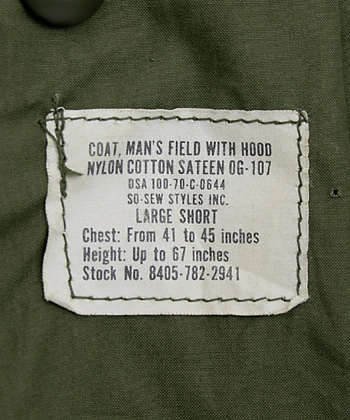 COAT, MAN'S FIELD WITH HOOD
NYLON COTTON SATEEN OG-107
DSA 100-70-C-0644
SO-SEW STYLES INC.
LARGE SHORT
Chest: From 41 to 45 inches
Height: Up to 67 inches
Stock No. 8405-782-2941